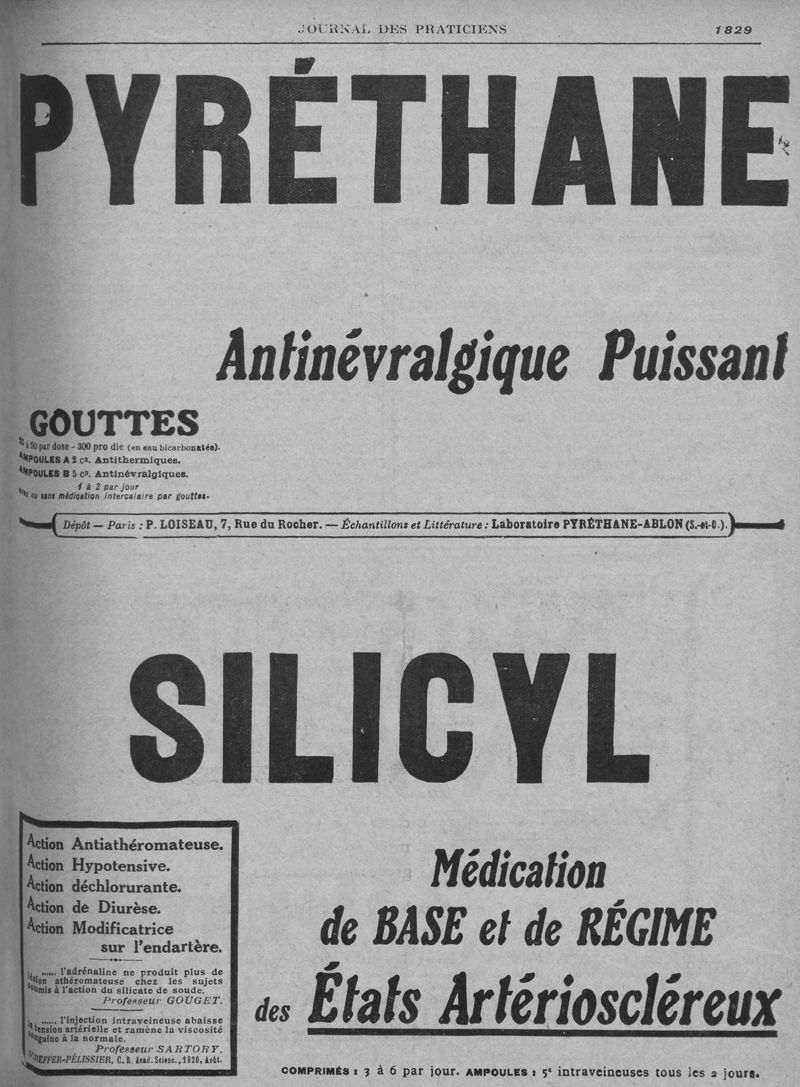 JOURNAL DES PRATICIENS 1829
PYRÉTHANE
Antinévralgique Puissant
GOUTTES
25 à 50 par dose - 300 pro die (en eau bicarbonatée).
AMPOULES A 2 c³. Antithermiques.
AMPOULES B 5 c³. Antinévralgiques.
1 à 2 par jour
avec ou sans médication intercalaire par gouttes.
Dépôt — Paris : P. LOISEAU, 7, Rue du Rocher. — Échantillons et Littérature : Laboratoire PYRÉTHANE-ABLON (S.-et-O.).
SILICYL
Action Antiathéromateuse.
Action Hypotensive.
Action déchlorurante.
Action de Diurèse.
Action Modificatrice
sur l'endartère.
...... l'adrénaline ne produit plus de
lésion athéromateuse chez les sujets
soumis à l'action du silicate de soude.
Professeur GOUGET.
...... l'injection intraveineuse abaisse
la tension artérielle et ramène la viscosité
sanguine à la normale.
Professeur SARTORY.
SCHEFFER-PÉLISSIER, C. R. Acad. Scienc., 1920, Août.
Médication
de BASE et de RÉGIME
des États Artérioscléreux
COMPRIMÉS : 3 à 6 par jour. AMPOULES : 5ᶜ intraveineuses tous les 2 jours.